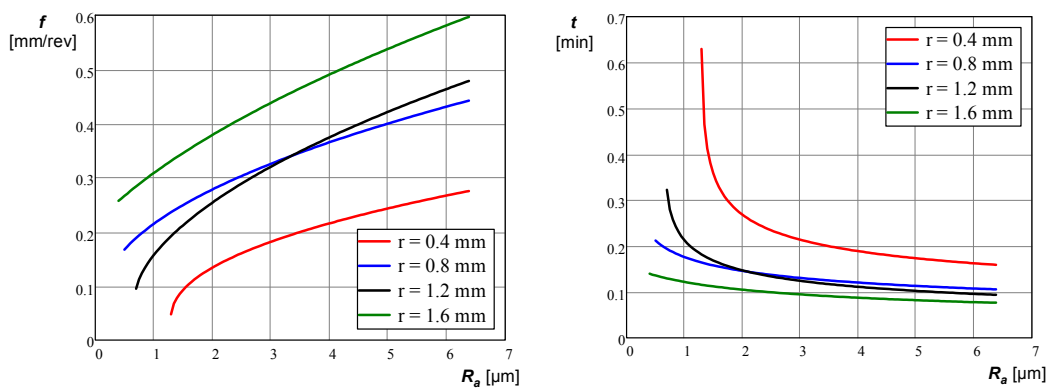 f
[mm/rev]
0.6
0.5
0.4
0.3
0.2
0.1
0
0 1 2 3 4 5 6 7
r = 0.4 mm
r = 0.8 mm
r = 1.2 mm
r = 1.6 mm
Ra [µm]
t
[min]
0.7
0.6
0.5
0.4
0.3
0.2
0.1
0
0 1 2 3 4 5 6 7
r = 0.4 mm
r = 0.8 mm
r = 1.2 mm
r = 1.6 mm
Ra [µm]